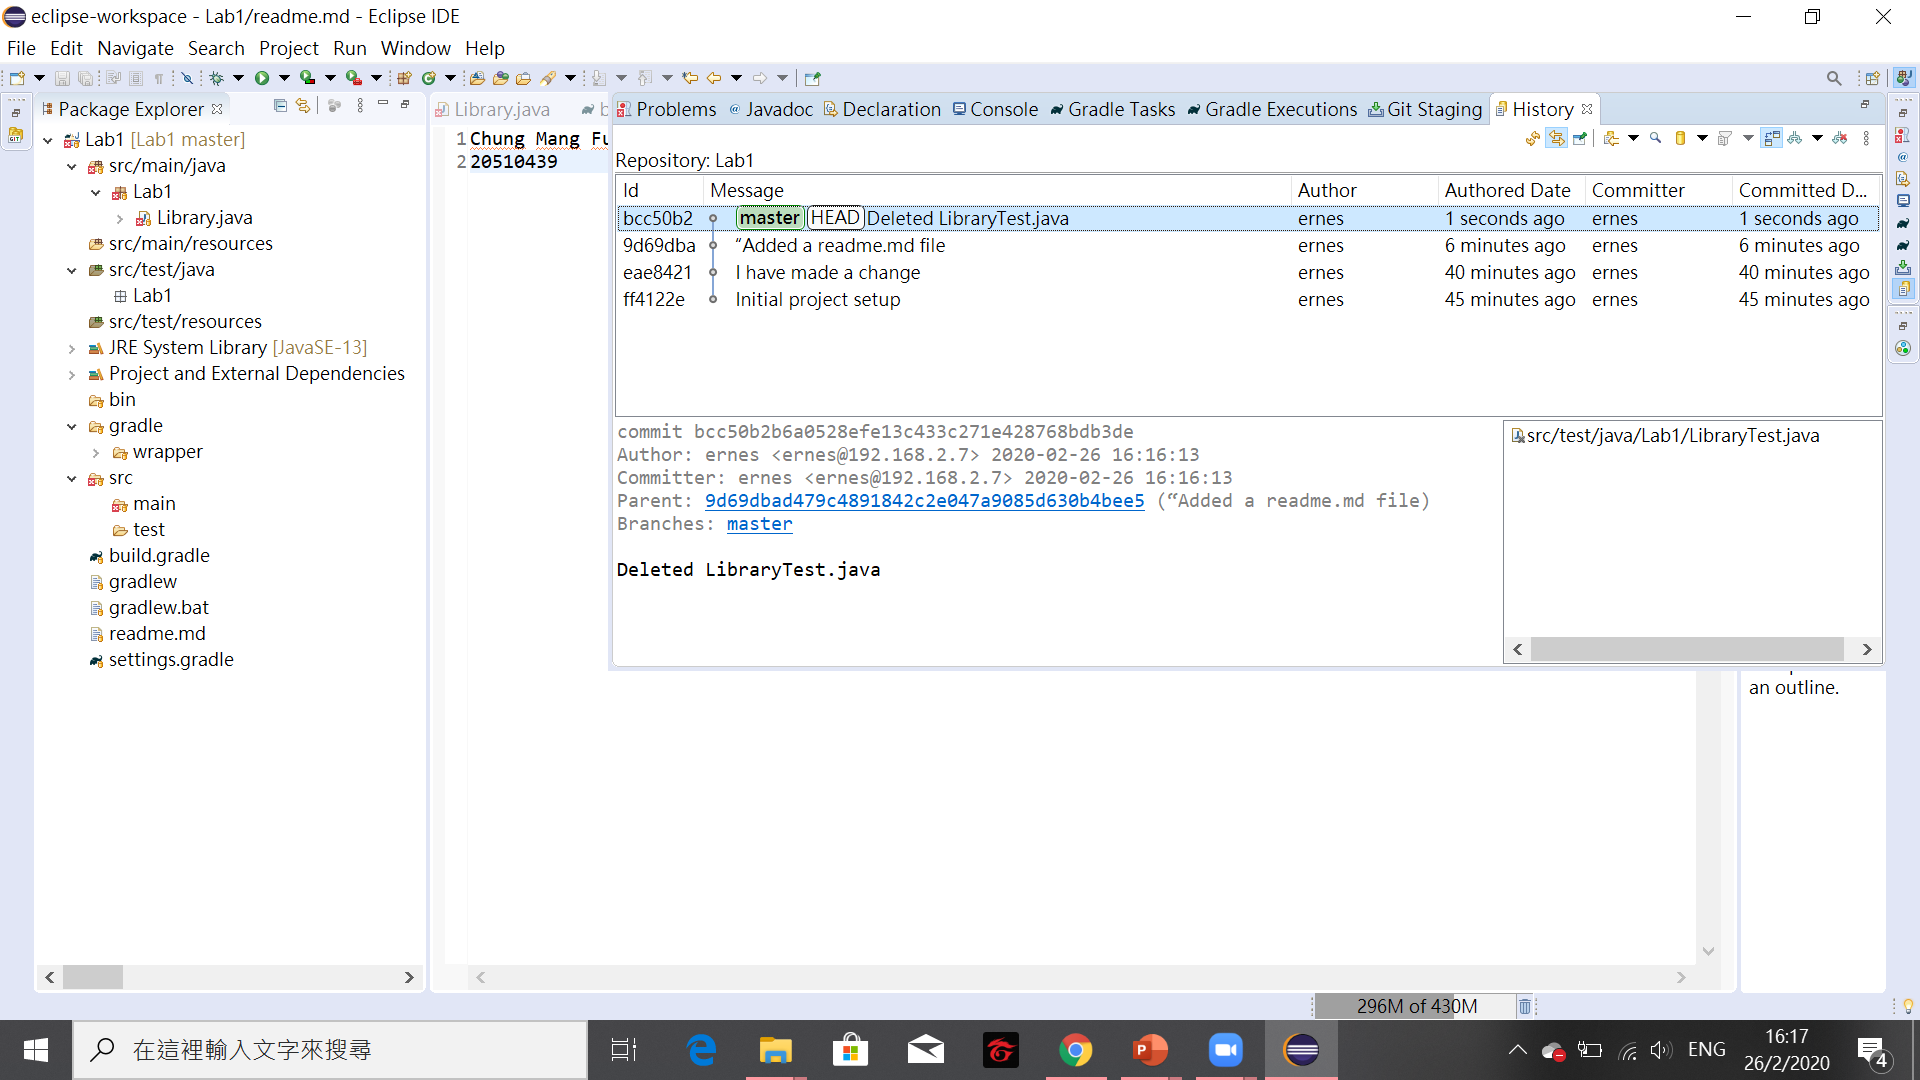 eclipse-workspace - Lab1/readme.md - Eclipse IDE
File Edit Navigate Search Project Run Window Help
Package Explorer
Lab1 [Lab1 master]
src/main/java
Lab1
Library.java
src/main/resources
src/test/java
Lab1
src/test/resources
JRE System Library [JavaSE-13]
Project and External Dependencies
bin
gradle
wrapper
src
main
test
build.gradle
gradlew
gradlew.bat
readme.md
settings.gradle
Library.java b
1 Chung Mang Fu
2 20510439
Problems @ Javadoc Declaration Console Gradle Tasks Gradle Executions Git Staging History
Repository: Lab1
Id Message Author Authored Date Committer Committed D...
bcc50b2 master HEAD Deleted LibraryTest.java ernes 1 seconds ago ernes 1 seconds ago
9d69dba “Added a readme.md file ernes 6 minutes ago ernes 6 minutes ago
eae8421 I have made a change ernes 40 minutes ago ernes 40 minutes ago
ff4122e Initial project setup ernes 45 minutes ago ernes 45 minutes ago
commit bcc50b2b6a0528efe13c433c271e428768bdb3de
Author: ernes <ernes@192.168.2.7> 2020-02-26 16:16:13
Committer: ernes <ernes@192.168.2.7> 2020-02-26 16:16:13
Parent: 9d69dbad479c4891842c2e047a9085d630b4bee5 (“Added a readme.md file)
Branches: master
Deleted LibraryTest.java
src/test/java/Lab1/LibraryTest.java
an outline.
296M of 430M
在這裡輸入文字來搜尋
ENG
16:17
26/2/2020
4